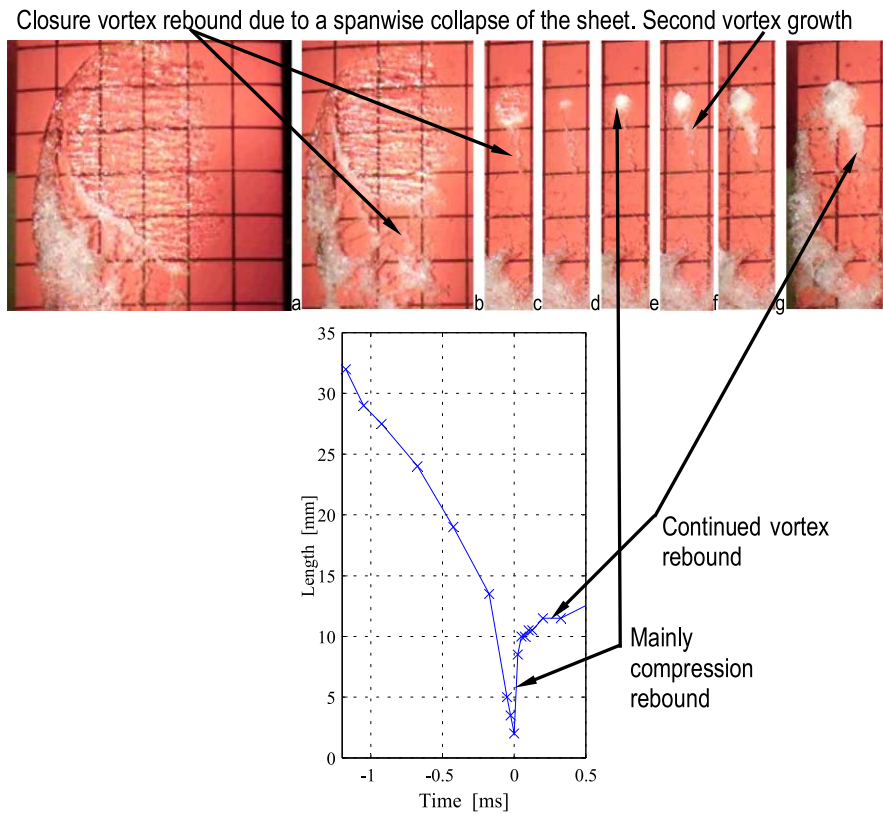 Closure vortex rebound due to a spanwise collapse of the sheet. Second vortex growth
a b c d e f g
35
30
25
20
15
10
5
0
Length [mm]
-1 -0.5 0 0.5
Time [ms]
Continued vortex
rebound
Mainly
compression
rebound